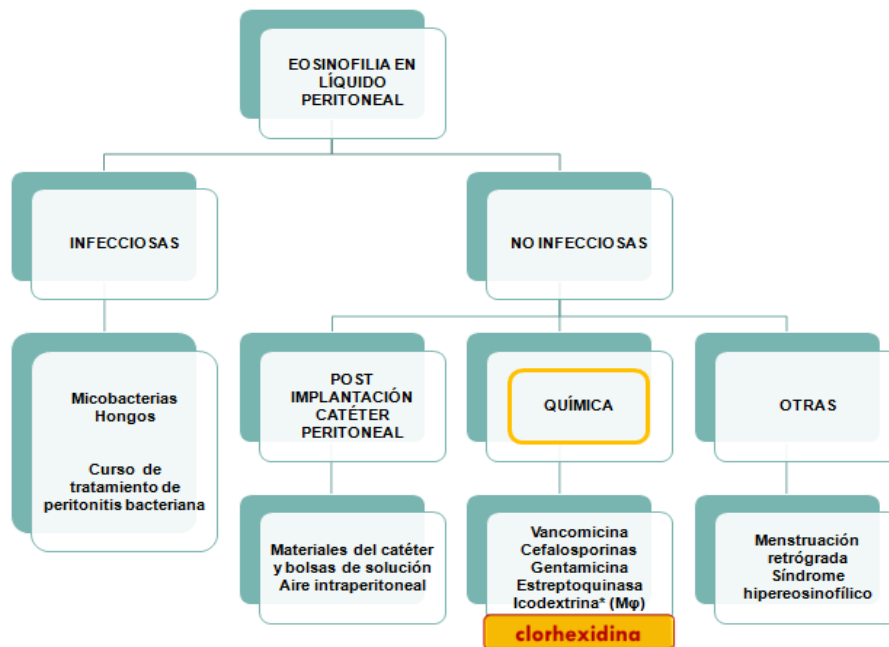 EOSINOFILIA EN
LÍQUIDO
PERITONEAL
INFECCIOSAS
NO INFECCIOSAS
Micobacterias
Hongos
Curso de
tratamiento de
peritonitis bacteriana
POST
IMPLANTACIÓN
CATÉTER
PERITONEAL
QUÍMICA
OTRAS
Materiales del catéter
y bolsas de solución
Aire intraperitoneal
Vancomicina
Cefalosporinas
Gentamicina
Estreptoquinasa
Icodextrina* (Mφ)
clorhexidina
Menstruación
retrógrada
Síndrome
hipereosinofílico